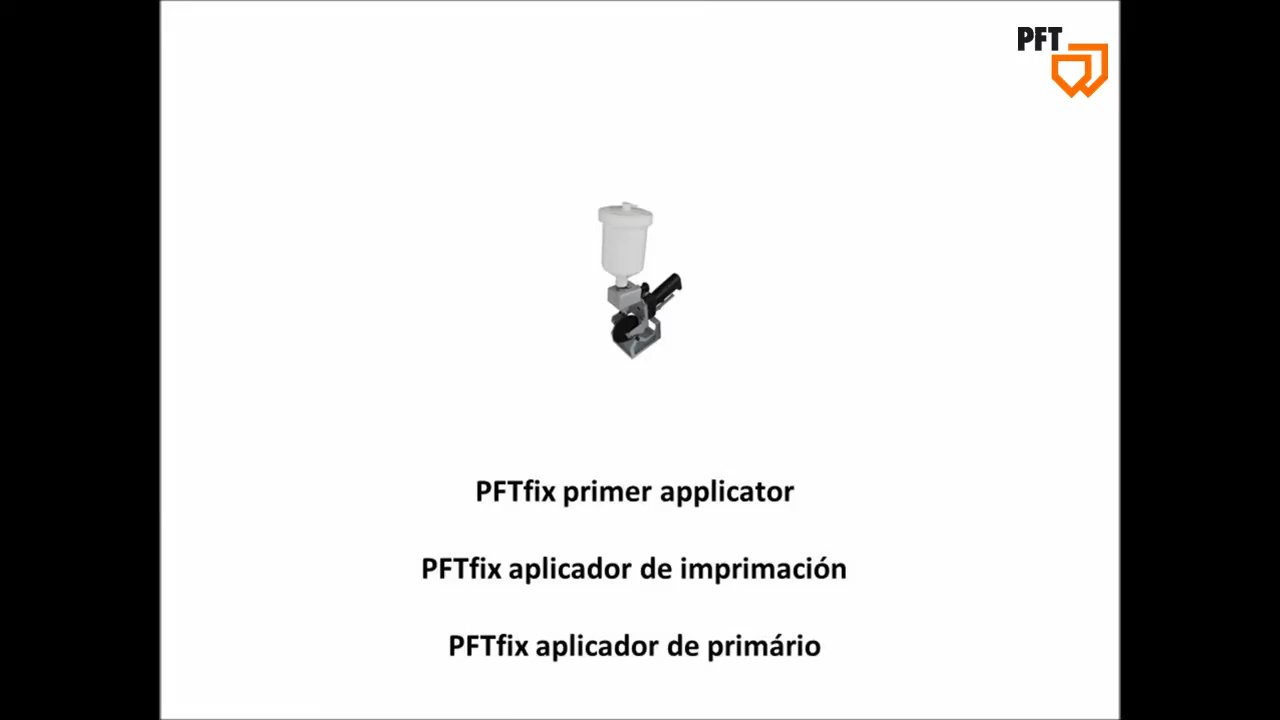 PFT
PFTfix primer applicator
PFTfix aplicador de imprimación
PFTfix aplicador de primário